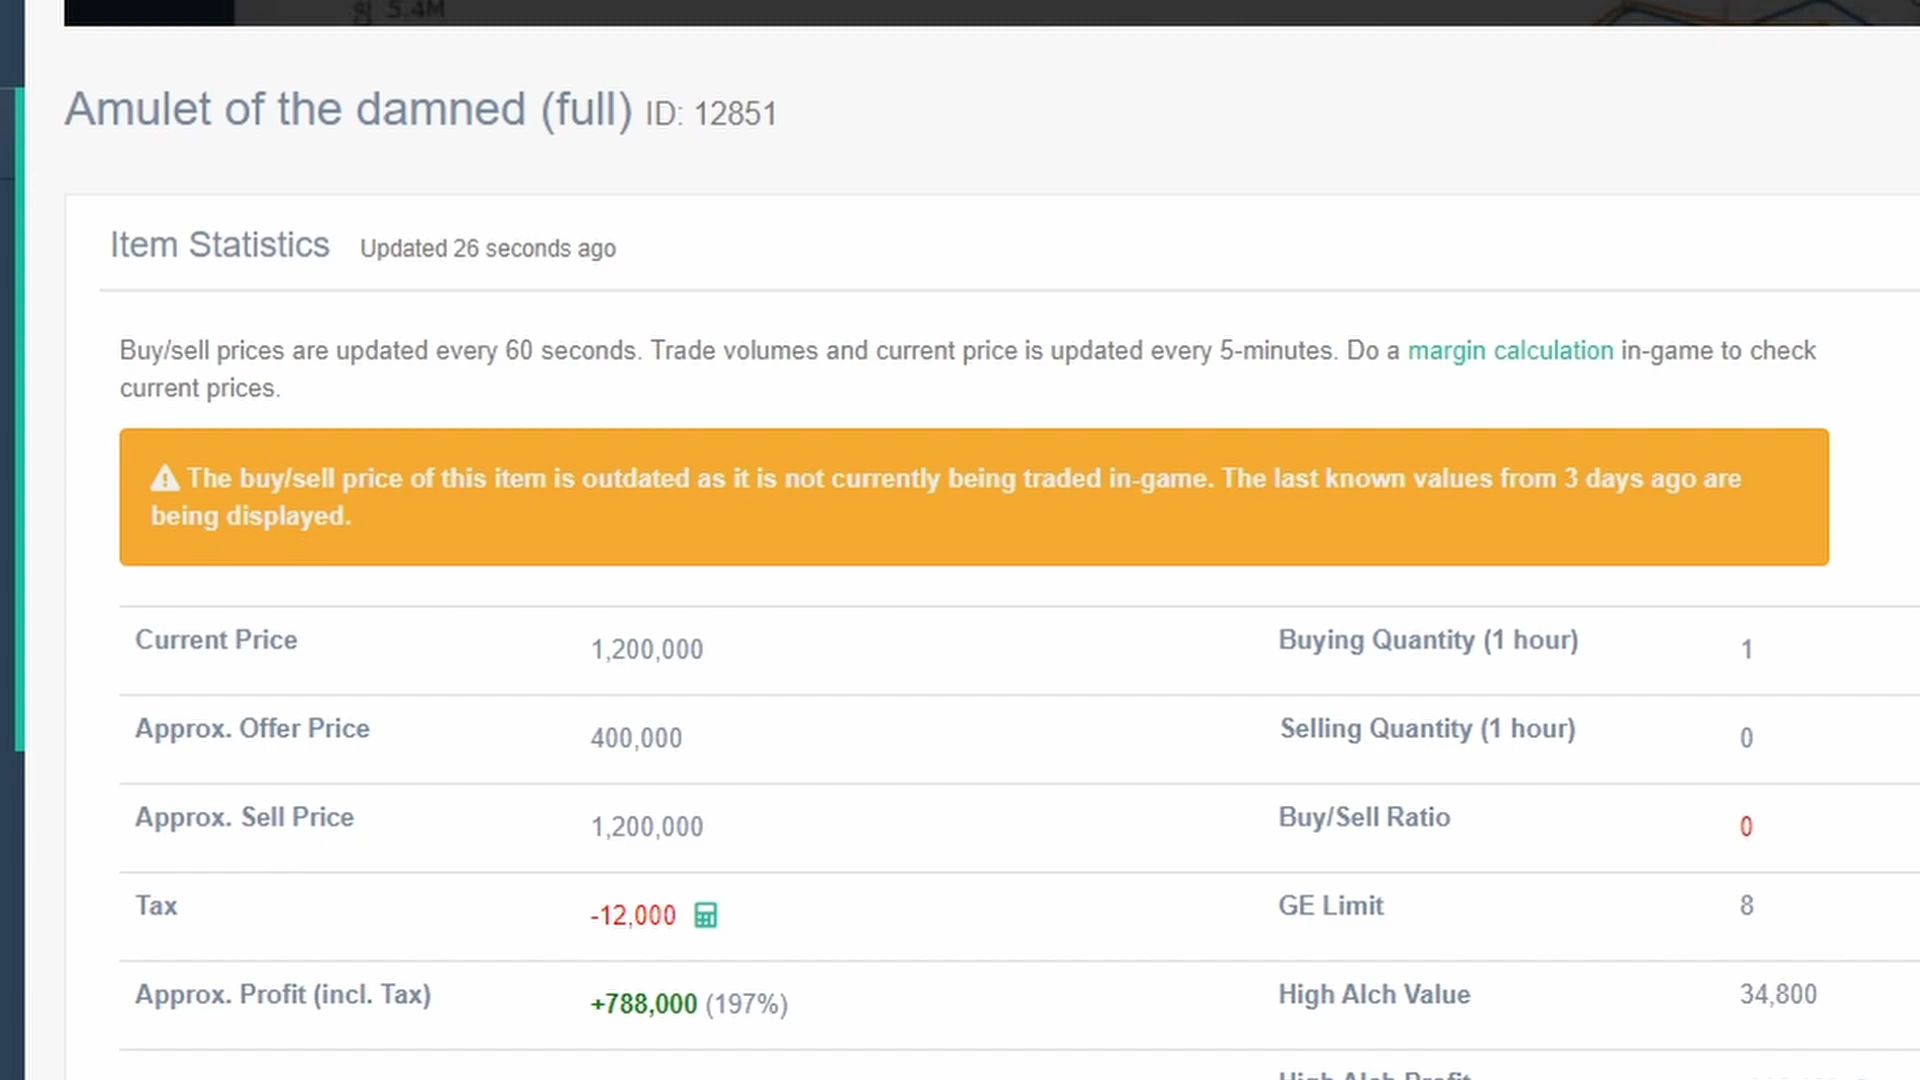 5.4M
Amulet of the damned (full) ID: 12851
Item Statistics Updated 26 seconds ago
Buy/sell prices are updated every 60 seconds. Trade volumes and current price is updated every 5-minutes. Do a margin calculation in-game to check
current prices.
The buy/sell price of this item is outdated as it is not currently being traded in-game. The last known values from 3 days ago are
being displayed.
Current Price 1,200,000 Buying Quantity (1 hour) 1
Approx. Offer Price 400,000 Selling Quantity (1 hour) 0
Approx. Sell Price 1,200,000 Buy/Sell Ratio 0
Tax -12,000 GE Limit 8
Approx. Profit (incl. Tax) +788,000 (197%) High Alch Value 34,800
High Alch Profit